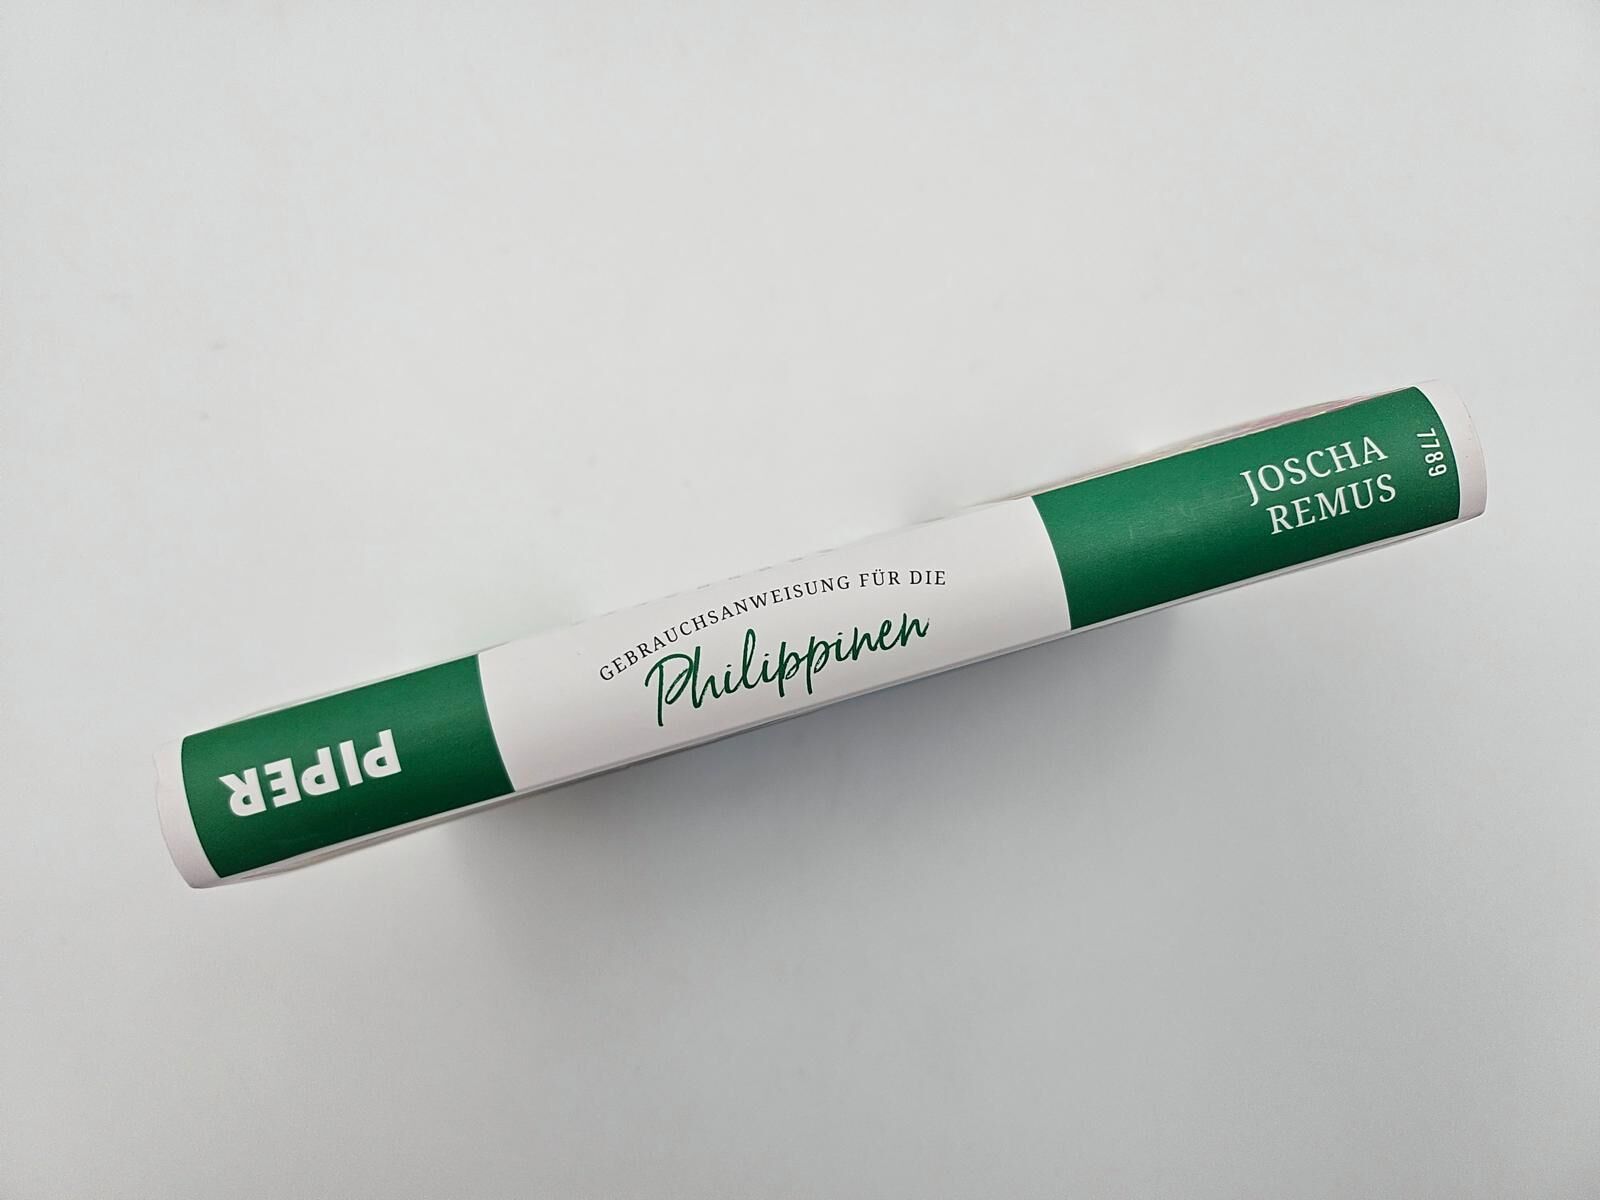 GEBRAUCHSANWEISUNG FÜR DIE
Philippinen
JOSCHA
REMUS
7789
PIPER